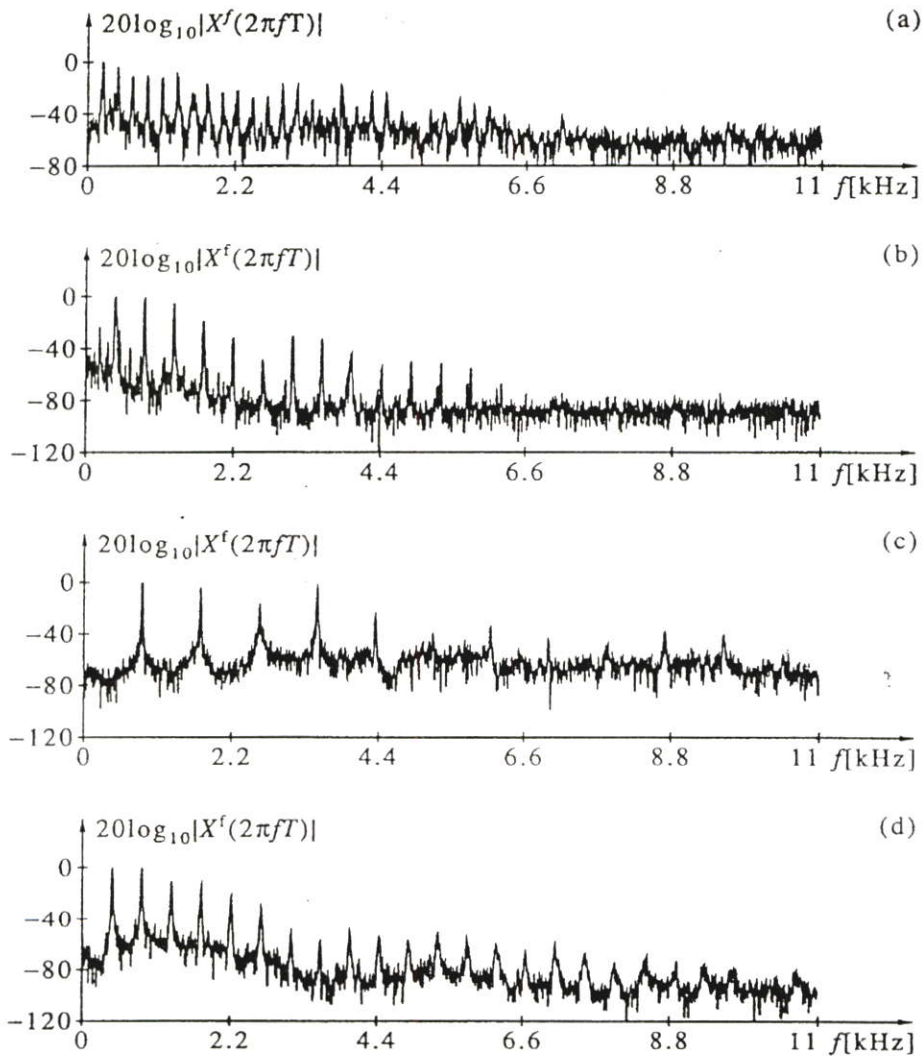 20log₁₀|Xᶠ(2πfT)| (a)
0
−40
−80
0 2.2 4.4 6.6 8.8 11 f[kHz]
20log₁₀|Xᶠ(2πfT)| (b)
0
−40
−80
−120
0 2.2 4.4 6.6 8.8 11 f[kHz]
20log₁₀|Xᶠ(2πfT)| (c)
0
−40
−80
−120
0 2.2 4.4 6.6 8.8 11 f[kHz]
20log₁₀|Xᶠ(2πfT)| (d)
0
−40
−80
−120
0 2.2 4.4 6.6 8.8 11 f[kHz]